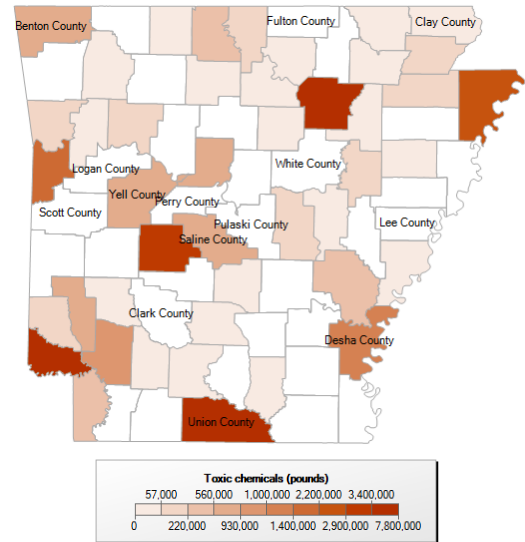 Fulton County
Clay County
Benton County
White County
Logan County
Yell County
Perry County
Scott County
Pulaski County
Lee County
Saline County
Clark County
Desha County
Union County
Toxic chemicals (pounds)
57,000 560,000 1,000,000 2,200,000 3,400,000
0 220,000 930,000 1,400,000 2,900,000 7,800,000